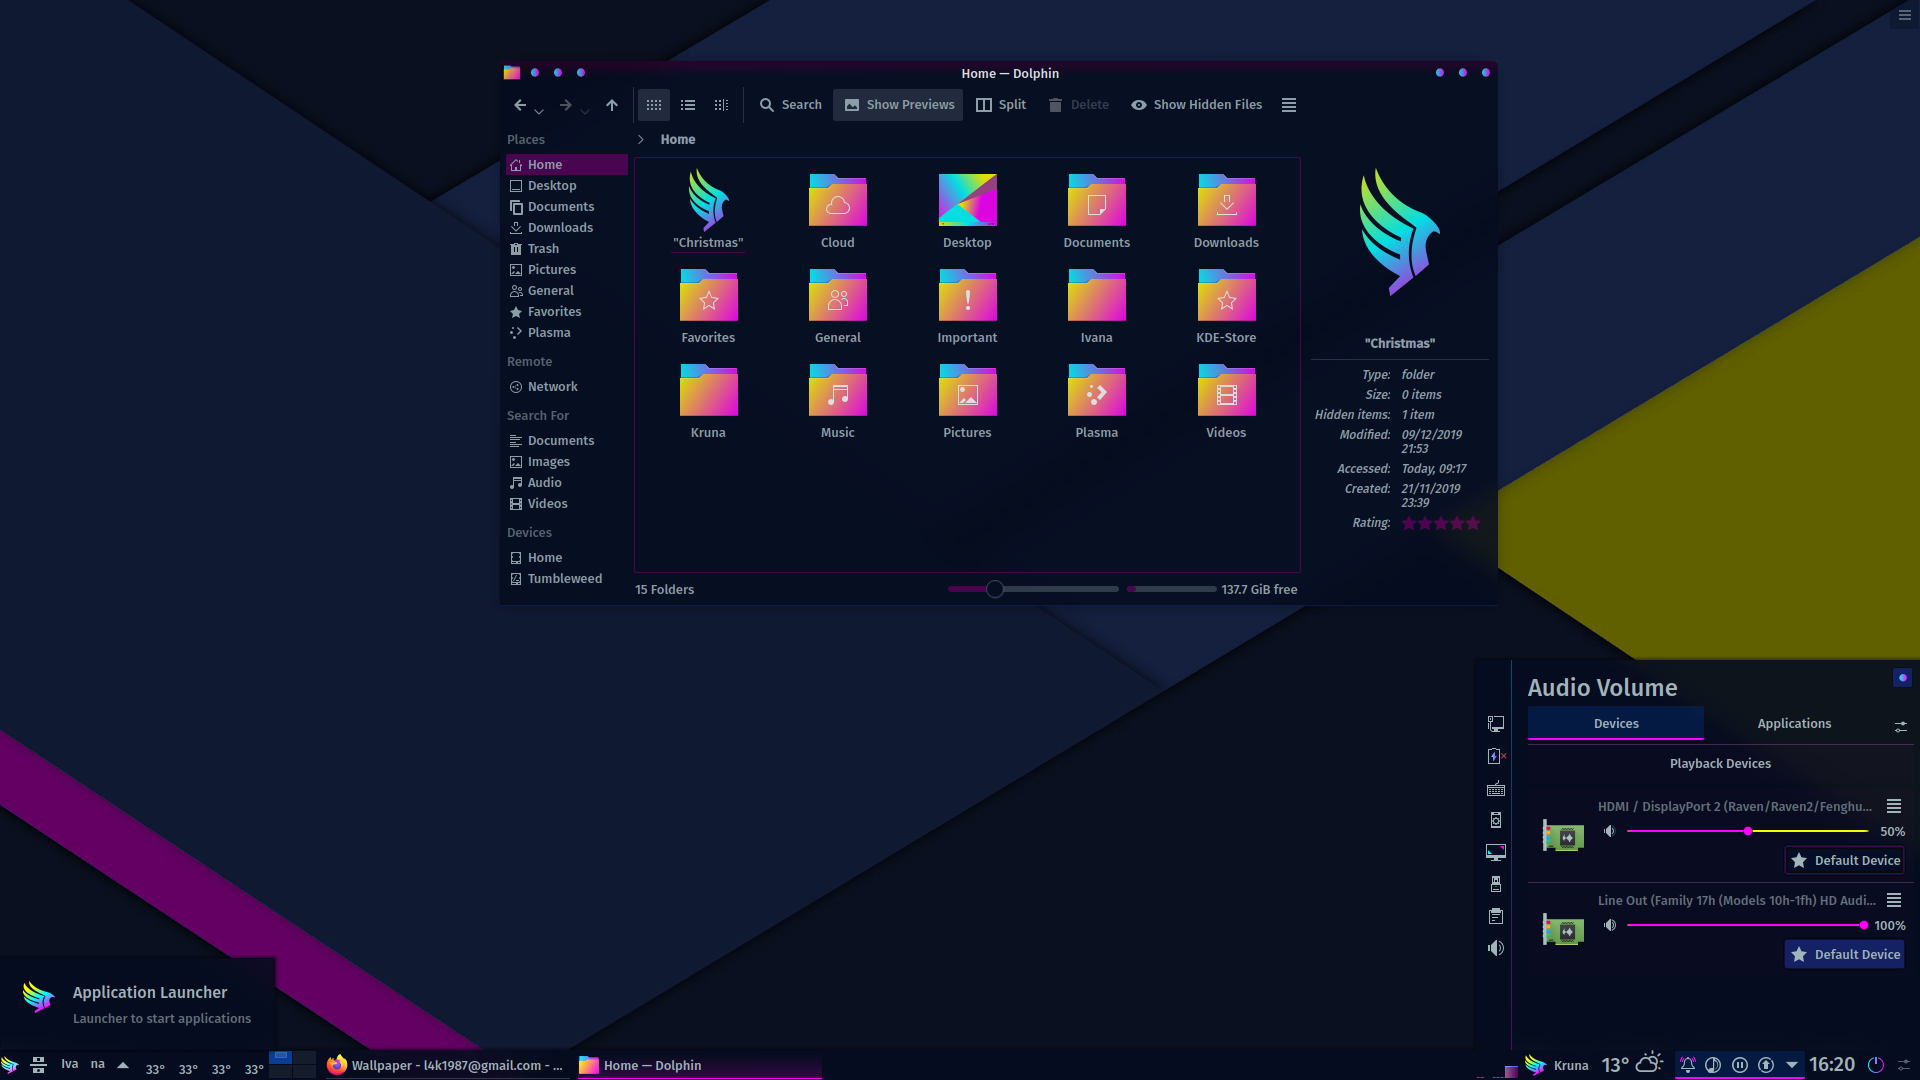 Home — Dolphin
Search
Show Previews
Split
Delete
Show Hidden Files
Places
Home
Desktop
Documents
Downloads
Trash
Pictures
General
Favorites
Plasma
Remote
Network
Search For
Documents
Images
Audio
Videos
Devices
Home
Tumbleweed
Home
"Christmas"
Cloud
Desktop
Documents
Downloads
Favorites
General
Important
Ivana
KDE-Store
Kruna
Music
Pictures
Plasma
Videos
15 Folders
137.7 GiB free
"Christmas"
Type: folder
Size: 0 items
Hidden items: 1 item
Modified: 09/12/2019
21:53
Accessed: Today, 09:17
Created: 21/11/2019
23:39
Rating:
Audio Volume
Devices
Applications
Playback Devices
HDMI / DisplayPort 2 (Raven/Raven2/Fenghu...
50%
Default Device
Line Out (Family 17h (Models 10h-1fh) HD Audi...
100%
Default Device
Application Launcher
Launcher to start applications
Iva na
33° 33° 33° 33°
Wallpaper - l4k1987@gmail.com - ...
Home — Dolphin
Kruna
13°
16:20